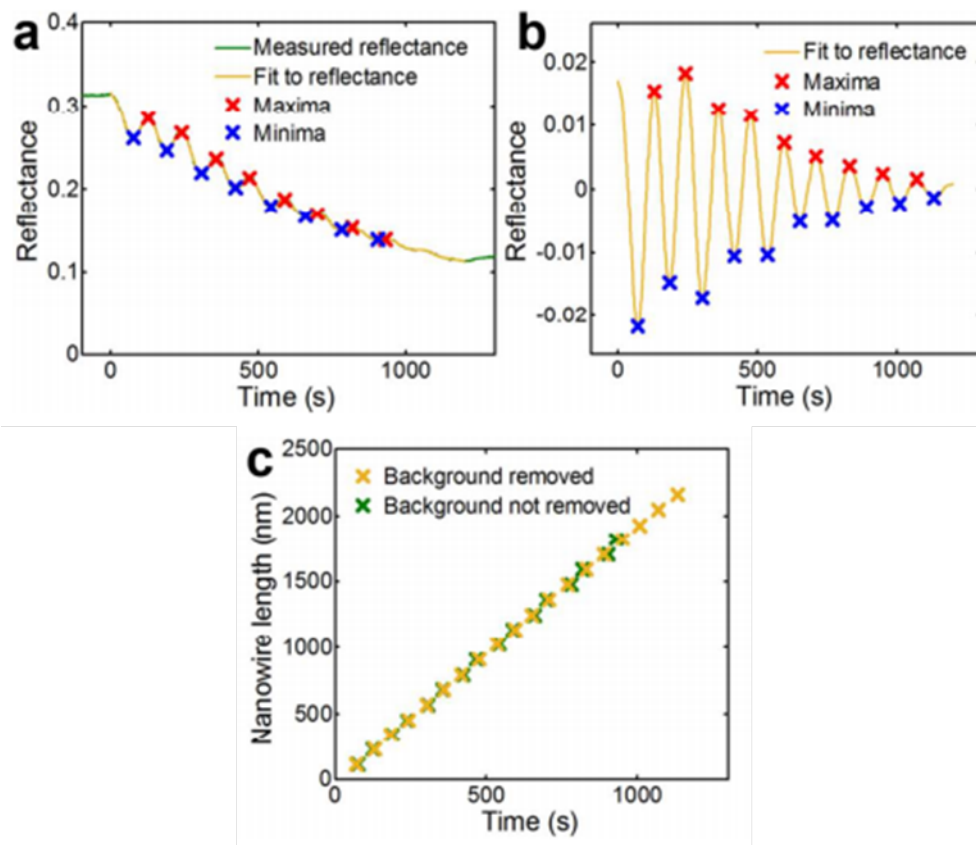 a
0.4
0.3
0.2
0.1
0
Reflectance
Measured reflectance
Fit to reflectance
Maxima
Minima
0
500
1000
Time (s)
b
0.02
0.01
0
-0.01
-0.02
Reflectance
Fit to reflectance
Maxima
Minima
0
500
1000
Time (s)
c
2500
2000
1500
1000
500
0
Nanowire length (nm)
Background removed
Background not removed
0
500
1000
Time (s)